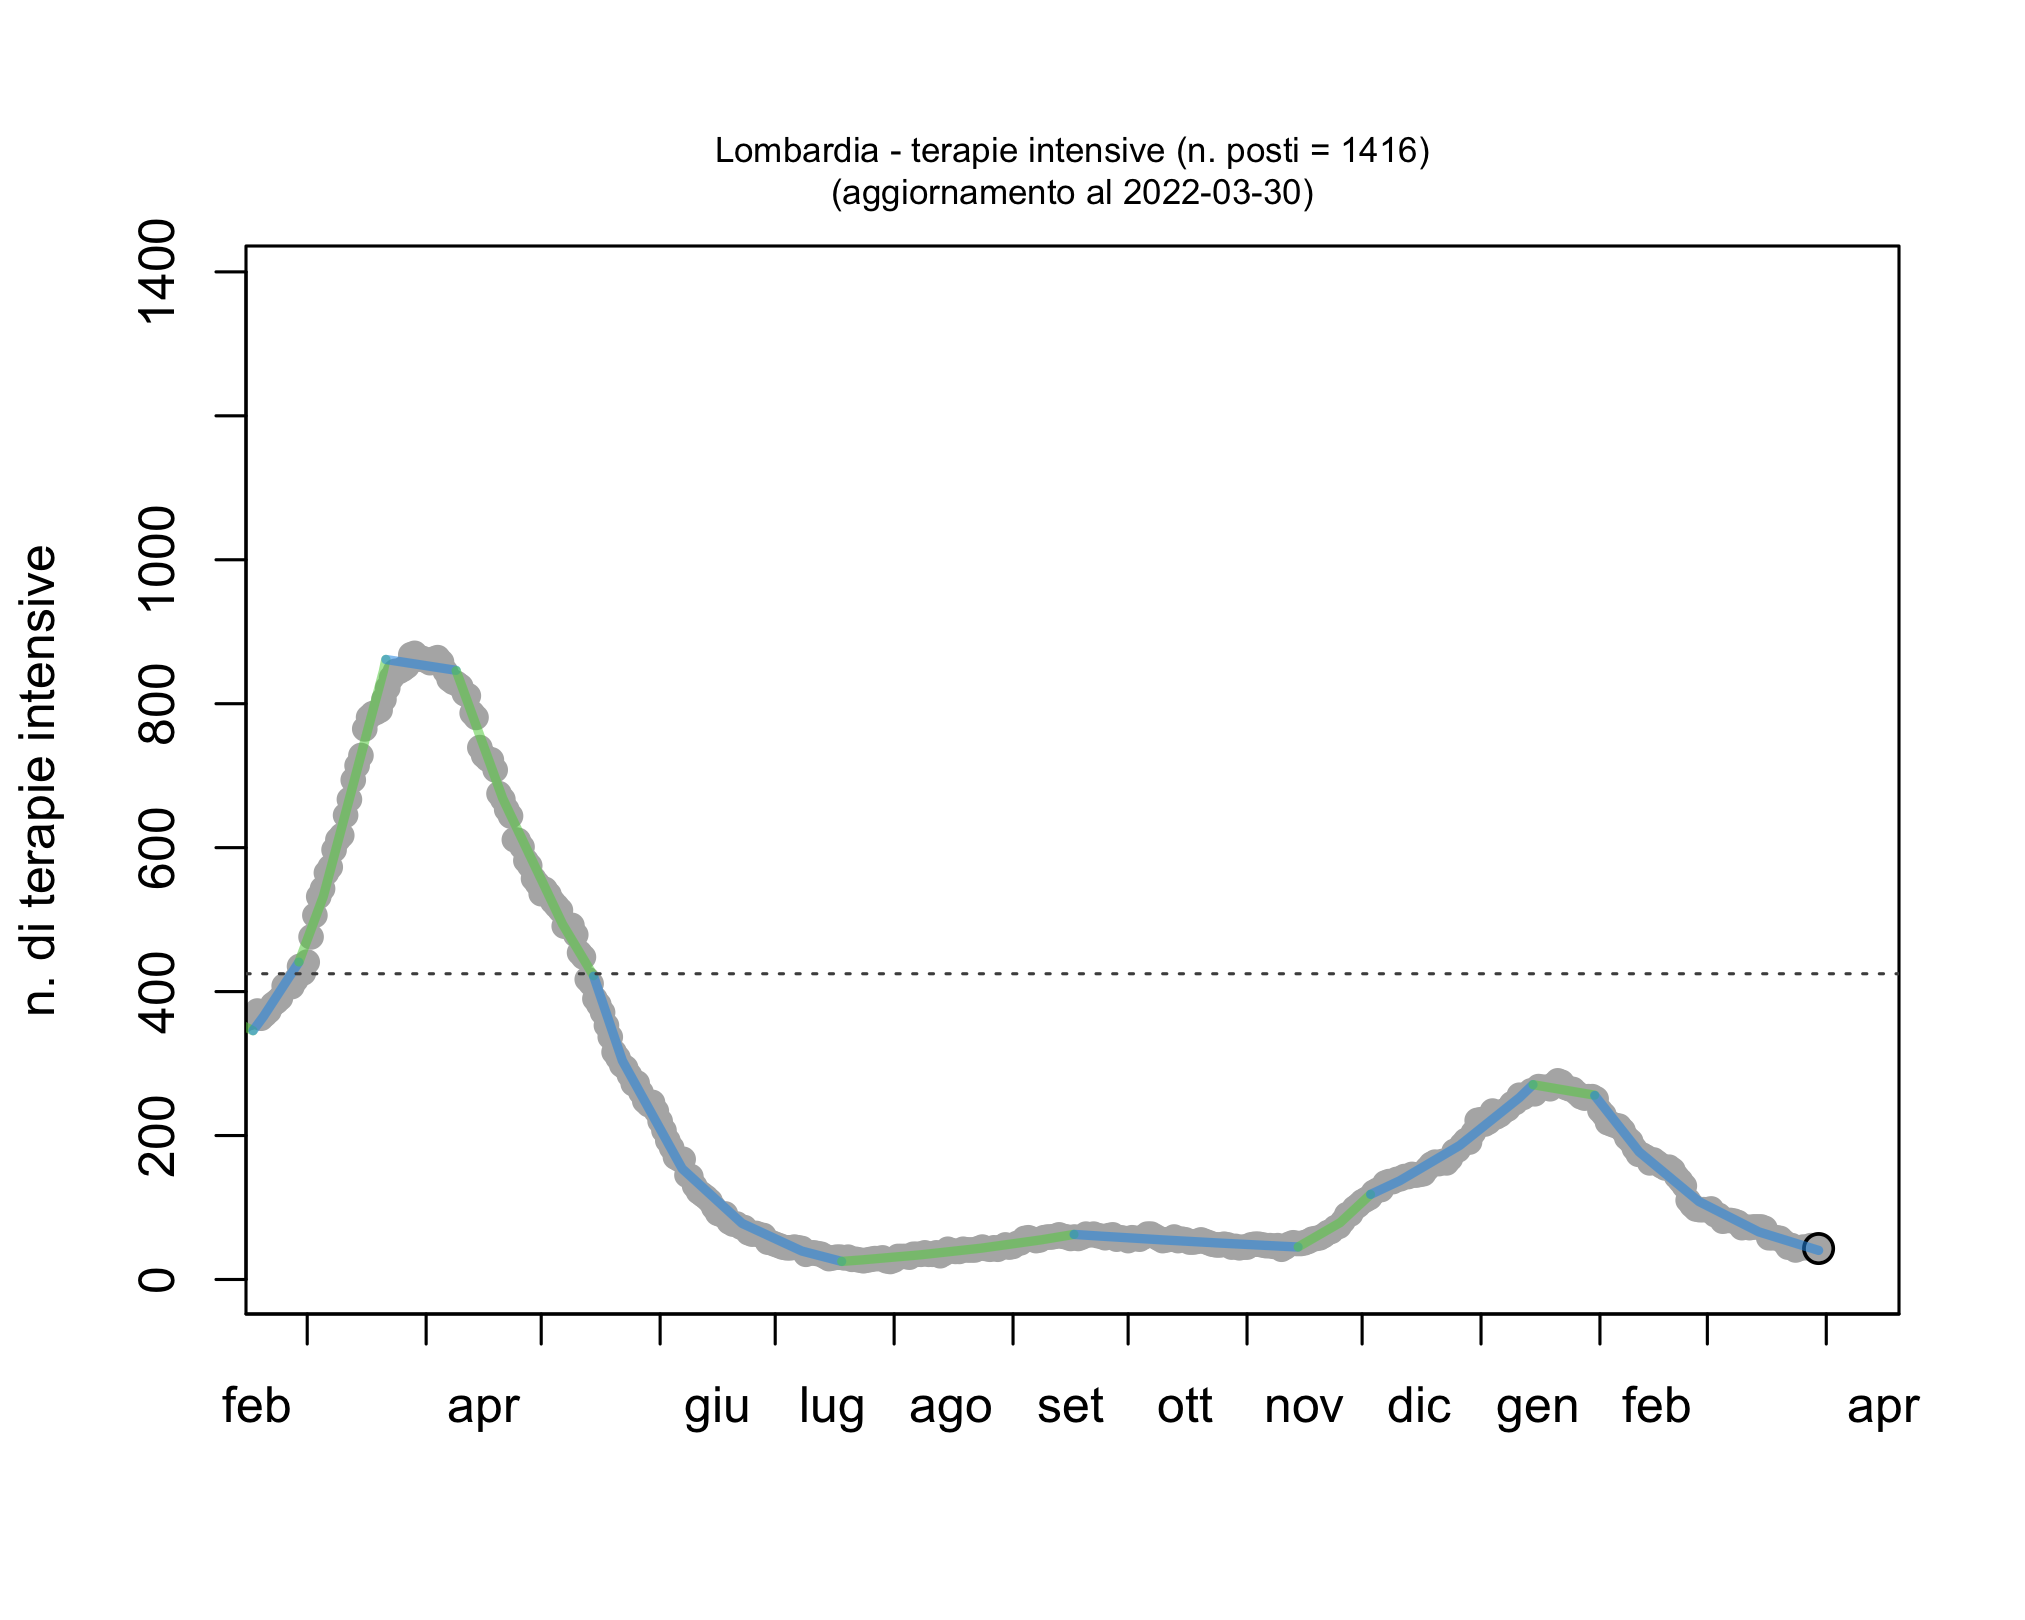 Lombardia - terapie intensive (n. posti = 1416)
(aggiornamento al 2022-03-30)
n. di terapie intensive
1400
1000
800
600
400
200
0
feb apr giu lug ago set ott nov dic gen feb apr